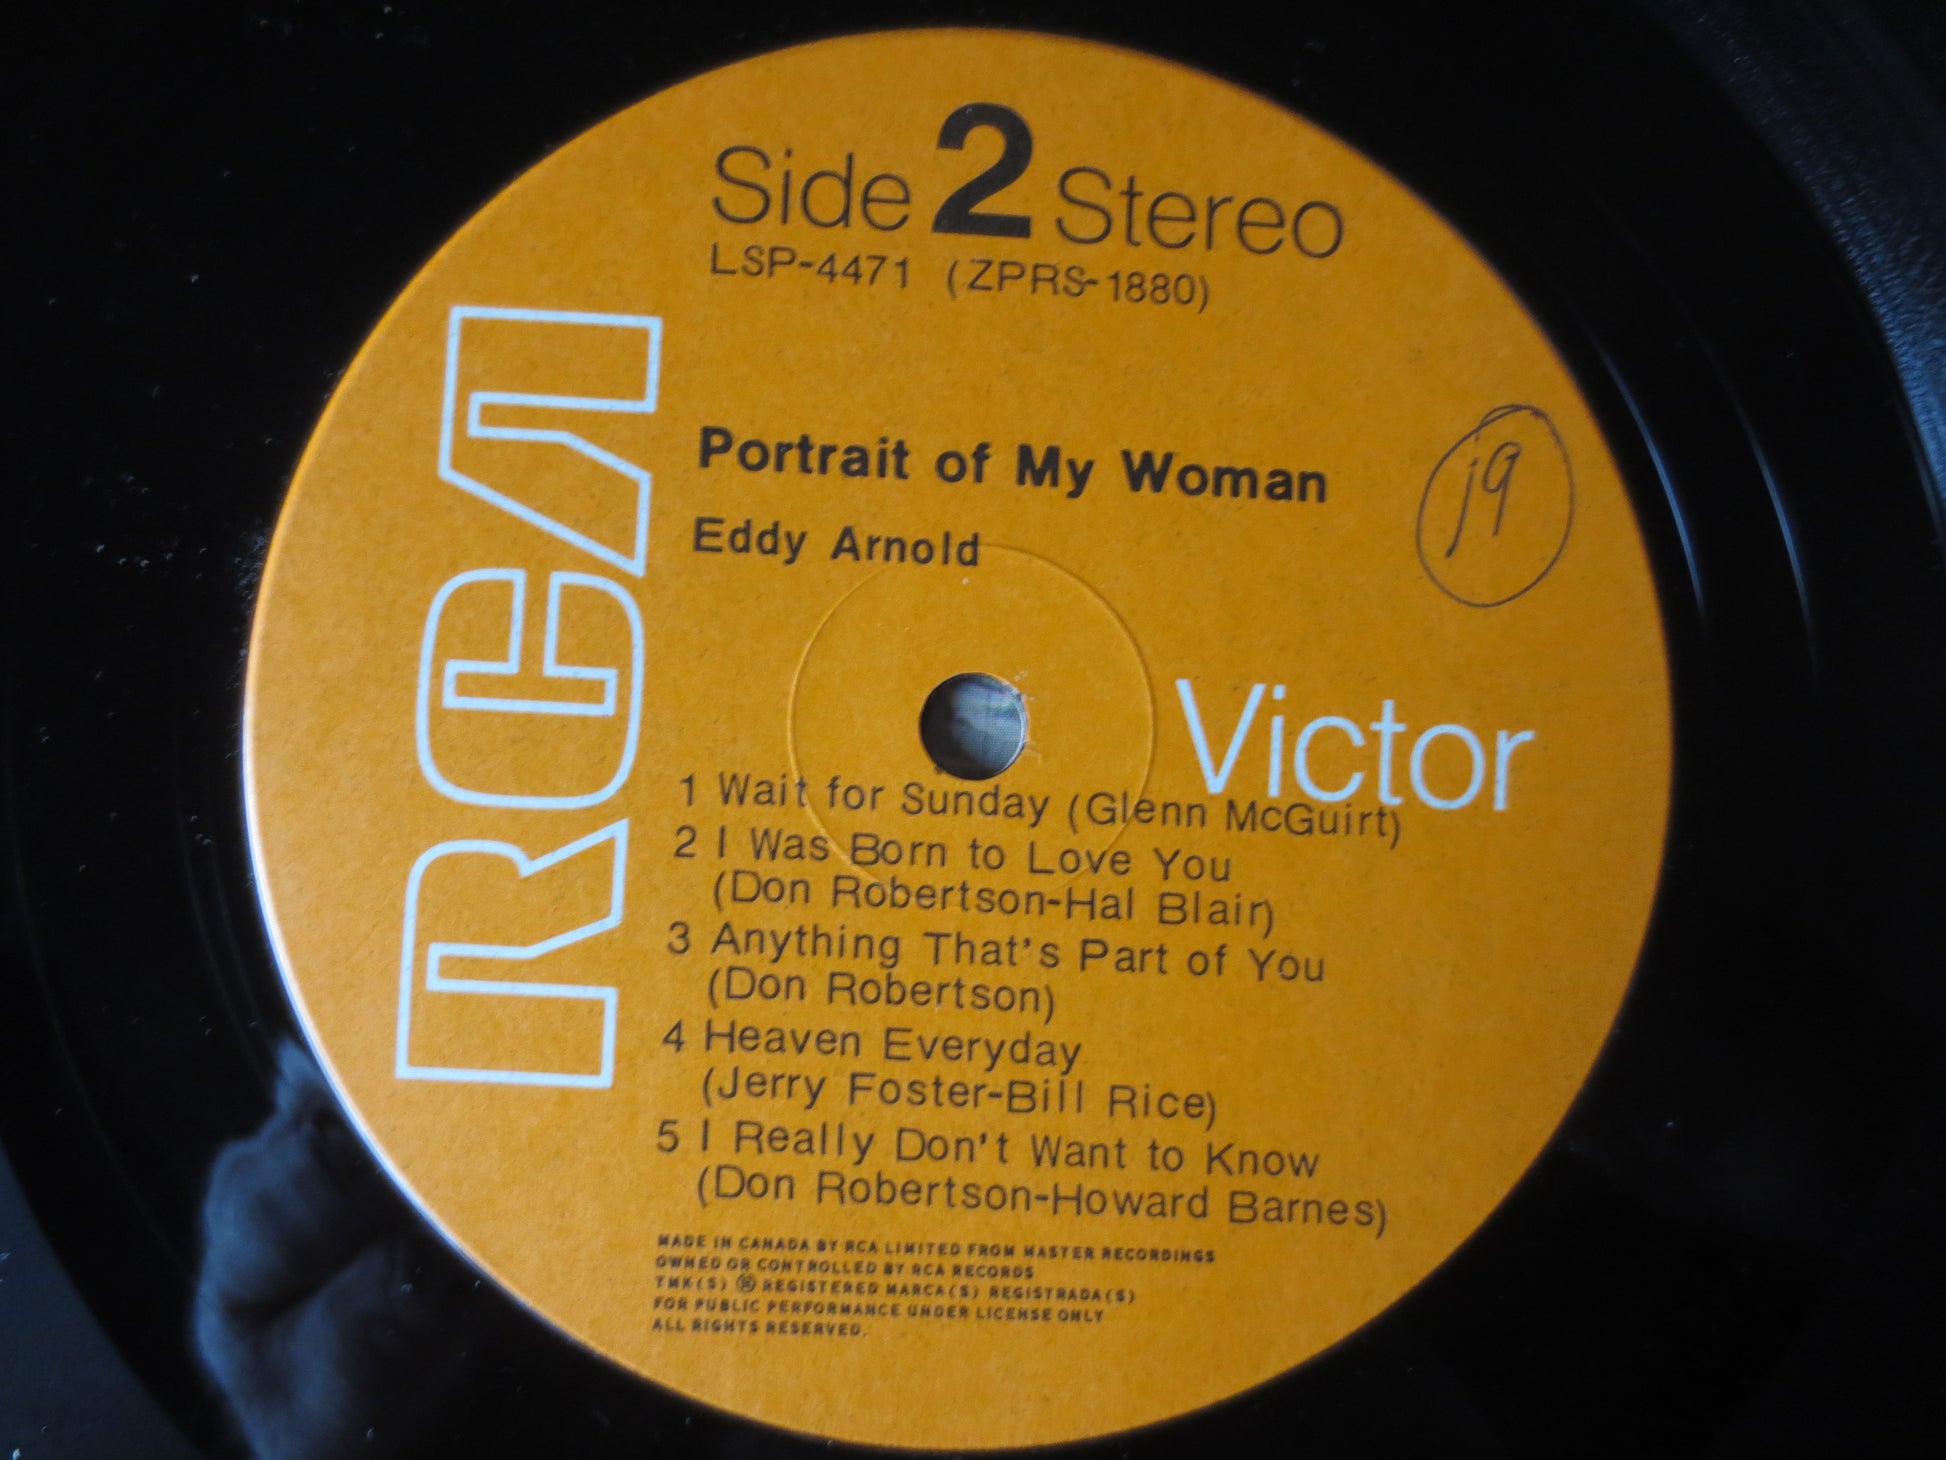 Side 2 Stereo
LSP-4471 (ZPRS-1880)
RCA
Portrait of My Woman
Eddy Arnold
j9
Victor
1 Wait for Sunday (Glenn McGuirt)
2 I Was Born to Love You
(Don Robertson-Hal Blair)
3 Anything That's Part of You
(Don Robertson)
4 Heaven Everyday
(Jerry Foster-Bill Rice)
5 I Really Don't Want to Know
(Don Robertson-Howard Barnes)
MADE IN CANADA BY RCA LIMITED FROM MASTER RECORDINGS
OWNED OR CONTROLLED BY RCA RECORDS
TMK(S) ® REGISTERED MARCA(S) REGISTRADA(S)
FOR PUBLIC PERFORMANCE UNDER LICENSE ONLY
ALL RIGHTS RESERVED.